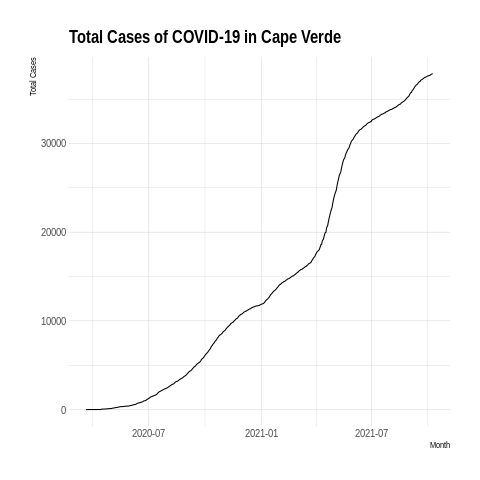 Total Cases of COVID-19 in Cape Verde
Total Cases
30000
20000
10000
0
2020-07 2021-01 2021-07
Month